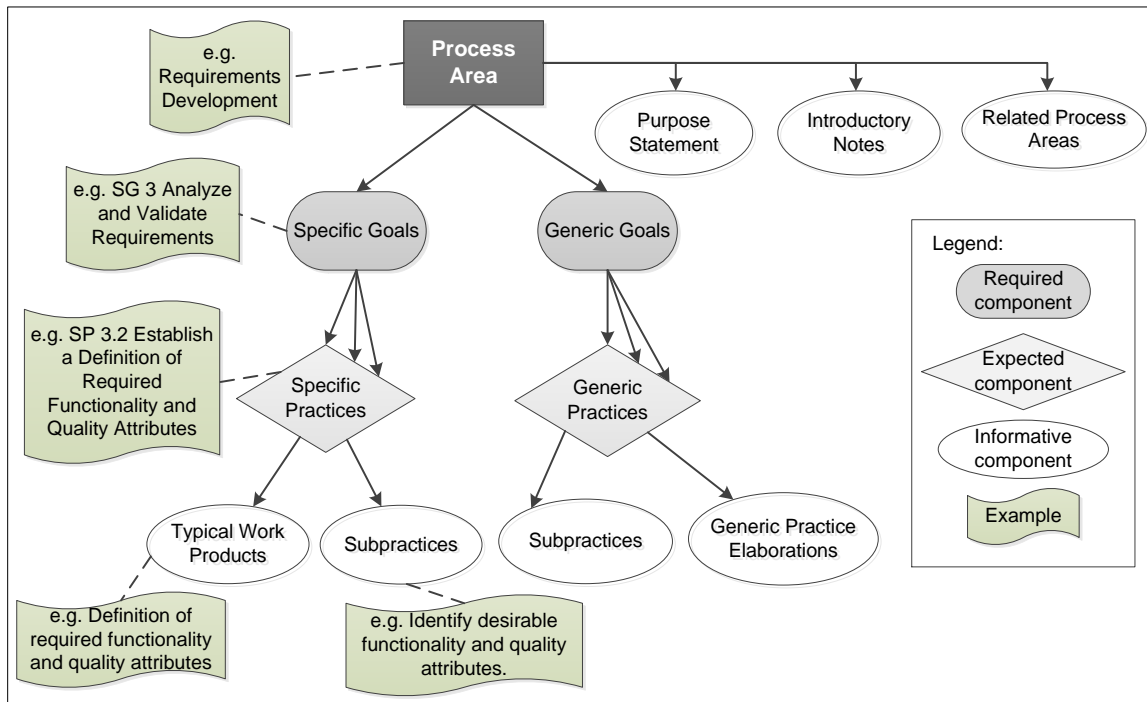 e.g.
Requirements
Development
Process
Area
Purpose
Statement
Introductory
Notes
Related Process
Areas
e.g. SG 3 Analyze
and Validate
Requirements
Specific Goals
Generic Goals
Legend:
Required
component
Expected
component
Informative
component
Example
e.g. SP 3.2 Establish
a Definition of
Required
Functionality and
Quality Attributes
Specific
Practices
Generic
Practices
Typical Work
Products
Subpractices
Subpractices
Generic Practice
Elaborations
e.g. Definition of
required functionality
and quality attributes
e.g. Identify desirable
functionality and quality
attributes.